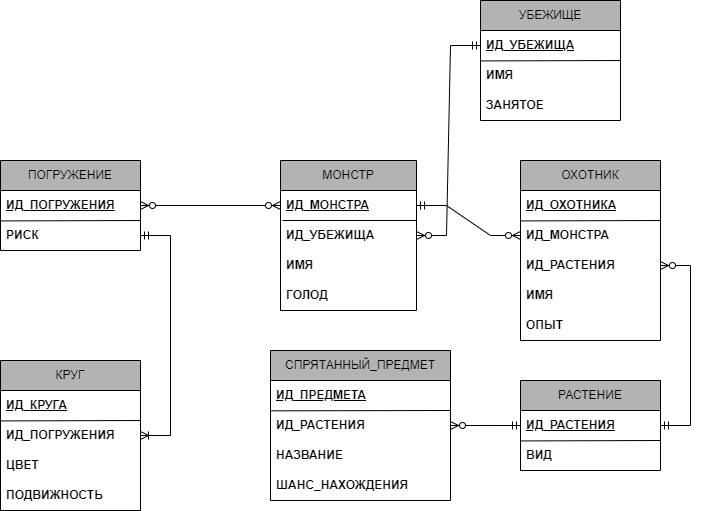 УБЕЖИЩЕ
ИД_УБЕЖИЩА
ИМЯ
ЗАНЯТОЕ
ПОГРУЖЕНИЕ
ИД_ПОГРУЖЕНИЯ
РИСК
МОНСТР
ИД_МОНСТРА
ИД_УБЕЖИЩА
ИМЯ
ГОЛОД
ОХОТНИК
ИД_ОХОТНИКА
ИД_МОНСТРА
ИД_РАСТЕНИЯ
ИМЯ
ОПЫТ
КРУГ
ИД_КРУГА
ИД_ПОГРУЖЕНИЯ
ЦВЕТ
ПОДВИЖНОСТЬ
СПРЯТАННЫЙ_ПРЕДМЕТ
ИД_ПРЕДМЕТА
ИД_РАСТЕНИЯ
НАЗВАНИЕ
ШАНС_НАХОЖДЕНИЯ
РАСТЕНИЕ
ИД_РАСТЕНИЯ
ВИД